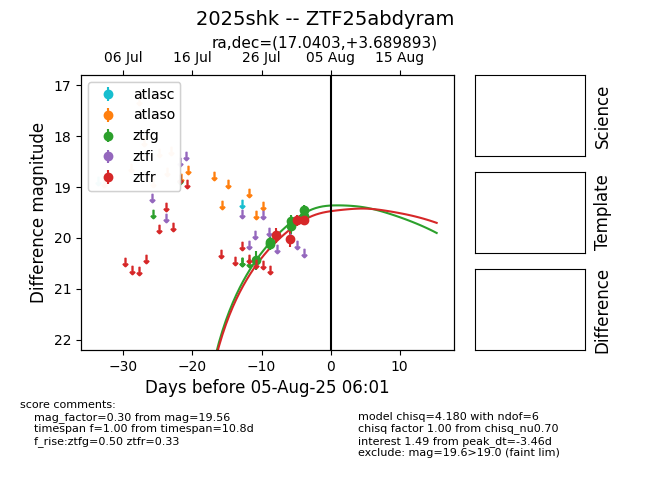 2025shk -- ZTF25abdyram
ra,dec=(17.0403,+3.689893)
06 Jul 16 Jul 26 Jul 05 Aug 15 Aug
17
18
19
20
21
22
Difference magnitude
atlasc
atlaso
ztfg
ztfi
ztfr
−30 −20 −10 0 10
Days before 05-Aug-25 06:01
Science
Template
Difference
score comments:
mag_factor=0.30 from mag=19.56
timespan f=1.00 from timespan=10.8d
f_rise:ztfg=0.50 ztfr=0.33
model chisq=4.180 with ndof=6
chisq factor 1.00 from chisq_nu0.70
interest 1.49 from peak_dt=-3.46d
exclude: mag=19.6>19.0 (faint lim)